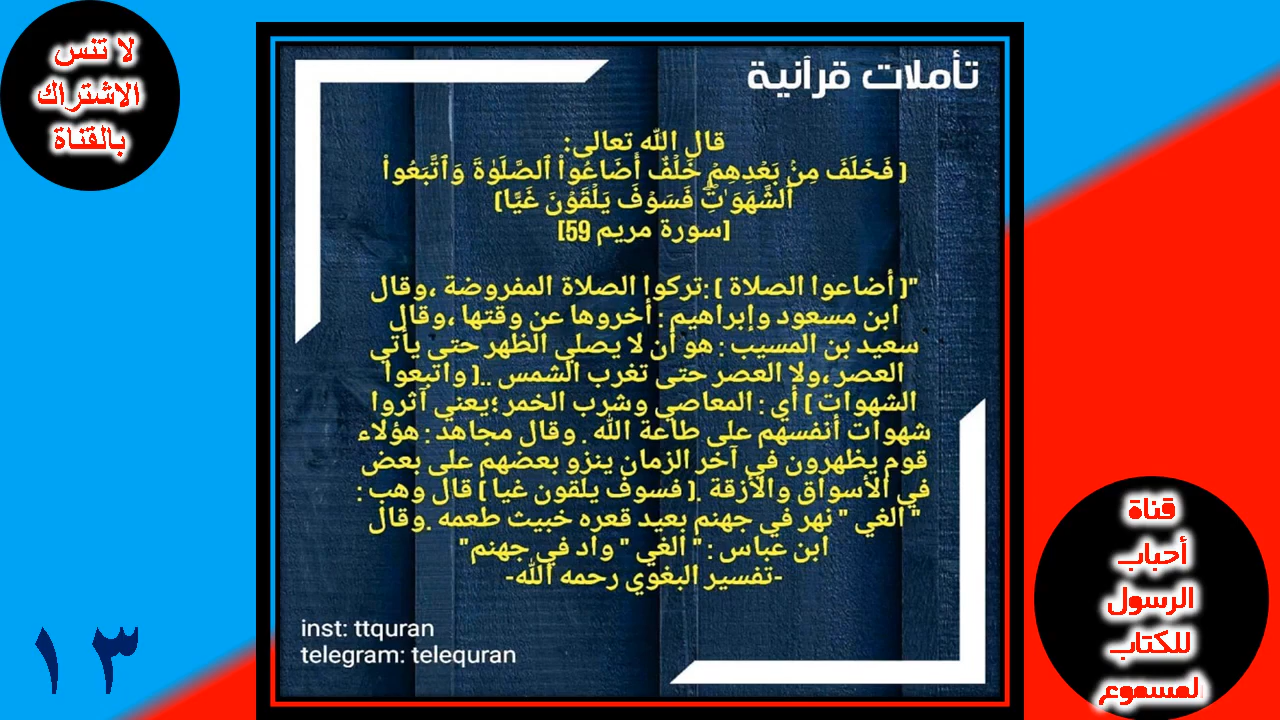 لا تنس
الاشتراك
بالقناة
تأملات قرآنية
قال الله تعالى:
( فَخَلَفَ مِنۢ بَعۡدِهِمۡ خَلۡفٌ أَضَاعُواْ ٱلصَّلَوٰةَ وَٱتَّبَعُواْ
ٱلشَّهَوَٰتِۖ فَسَوۡفَ يَلۡقَوۡنَ غَيًّا)
[سورة مريم 59]
"( أضاعوا الصلاة ) :تركوا الصلاة المفروضة ،وقال
ابن مسعود وإبراهيم : أخروها عن وقتها ،وقال
سعيد بن المسيب : هو أن لا يصلي الظهر حتى يأتي
العصر ،ولا العصر حتى تغرب الشمس ..( واتبعوا
الشهوات ) أي : المعاصي وشرب الخمر ؛يعني آثروا
شهوات أنفسهم على طاعة الله . وقال مجاهد : هؤلاء
قوم يظهرون في آخر الزمان ينزو بعضهم على بعض
في الأسواق والأزقة .( فسوف يلقون غيا ) قال وهب :
" الغي " نهر في جهنم بعيد قعره خبيث طعمه .وقال
ابن عباس : " الغي " واد في جهنم"
-تفسير البغوي رحمه الله-
inst: ttquran
telegram: telequran
١٣
قناة
أحباب
الرسول
للكتاب
المسموع